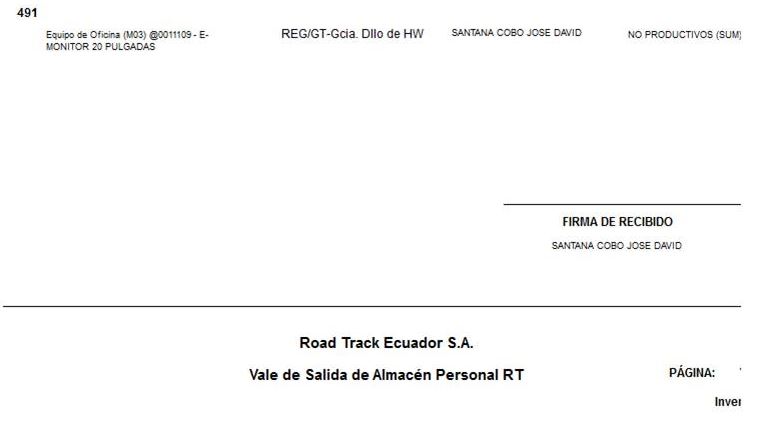 491
Equipo de Oficina (M03) @0011109 - E-
MONITOR 20 PULGADAS
REG/GT-Gcia. Dllo de HW
SANTANA COBO JOSE DAVID
NO PRODUCTIVOS (SUM)
FIRMA DE RECIBIDO
SANTANA COBO JOSE DAVID
Road Track Ecuador S.A.
Vale de Salida de Almacén Personal RT
PÁGINA: